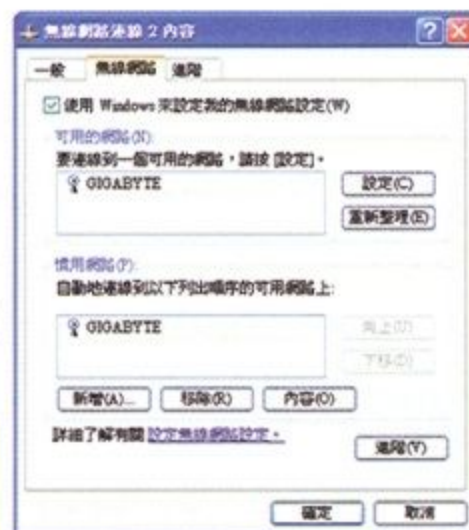 無線網路連線 2 內容
一般 無線網路 進階
使用 Windows 來設定我的無線網路設定(W)
可用的網路(N):
要連線到一個可用的網路，請按 [設定]。
GIGABYTE
設定(C)
重新整理(E)
慣用網路(P):
自動地連線到以下列出順序的可用網路上:
GIGABYTE
向上(U)
下移(D)
新增(A)... 移除(R) 內容(O)
詳細了解有關 設定無線網路設定。
進階(V)
確定 取消